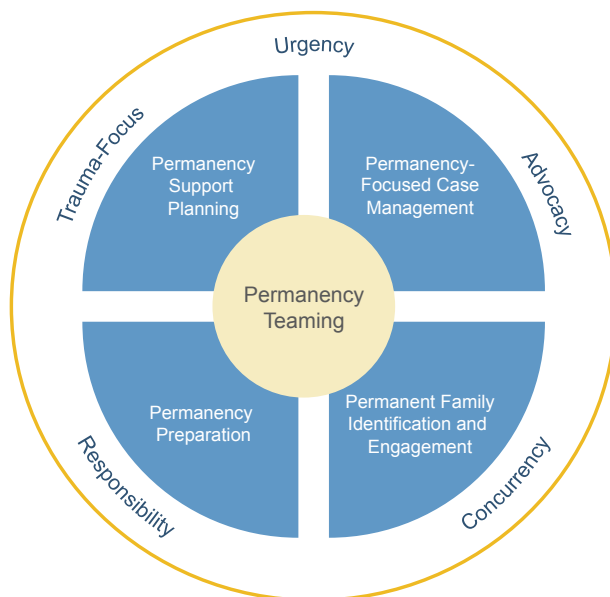 Urgency
Trauma-Focus
Advocacy
Permanency
Support
Planning
Permanency-
Focused Case
Management
Permanency
Teaming
Permanency
Preparation
Permanent Family
Identification and
Engagement
Responsibility
Concurrency